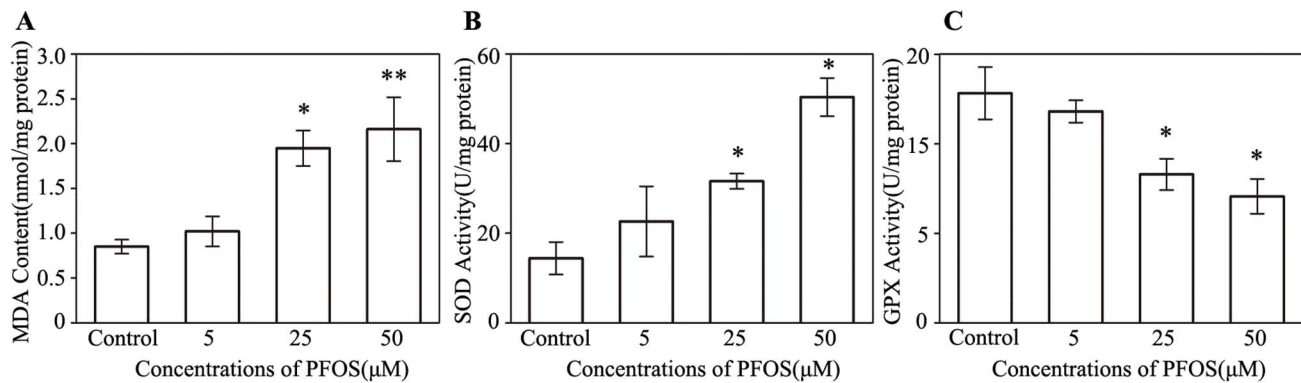 A
MDA Content(nmol/mg protein)
3.0
2.5
2.0
1.5
1.0
0.5
0
*
**
Control 5 25 50
Concentrations of PFOS(μM)
B
SOD Activity(U/mg protein)
60
40
20
0
*
*
Control 5 25 50
Concentrations of PFOS(μM)
C
GPX Activity(U/mg protein)
20
15
5
0
*
*
Control 5 25 50
Concentrations of PFOS(μM)